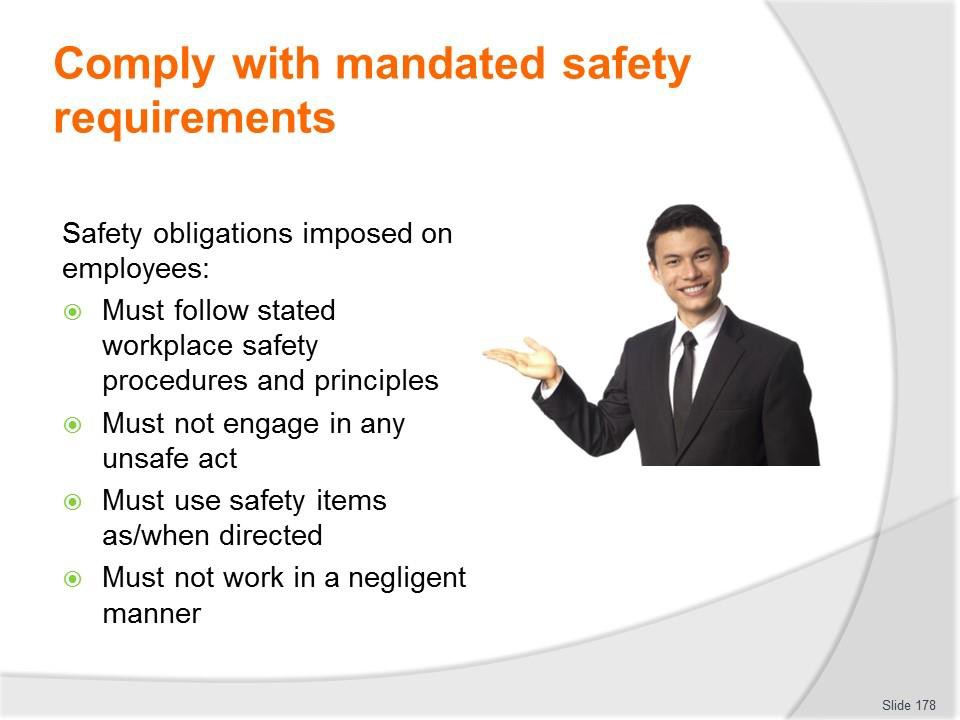 Comply with mandated safety
requirements
Safety obligations imposed on
employees:
Must follow stated
workplace safety
procedures and principles
Must not engage in any
unsafe act
Must use safety items
as/when directed
Must not work in a negligent
manner
Slide 178